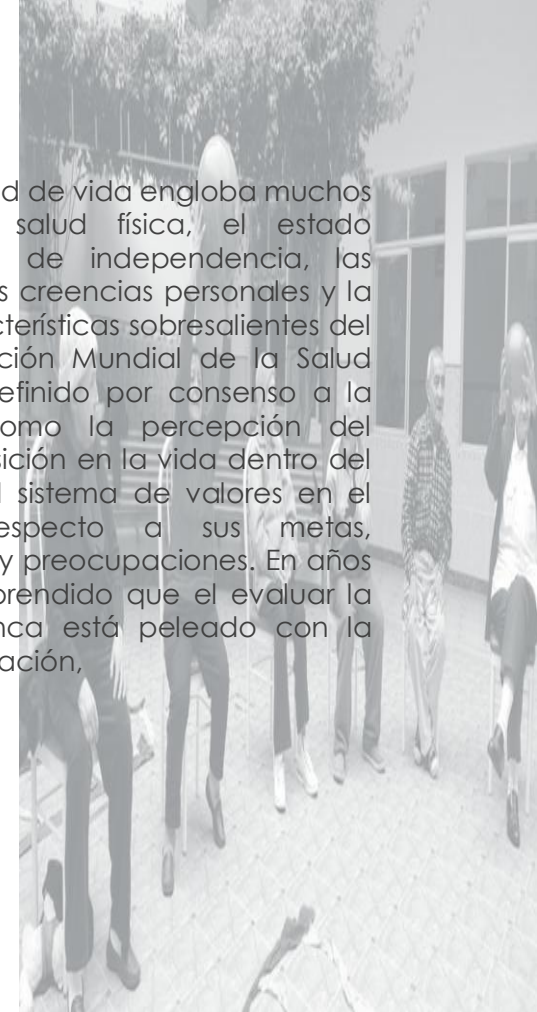 d de vida engloba muchos
salud física, el estado
de independencia, las
s creencias personales y la
cterísticas sobresalientes del
ción Mundial de la Salud
efinido por consenso a la
omo la percepción del
sición en la vida dentro del
l sistema de valores en el
especto a sus metas,
y preocupaciones. En años
prendido que el evaluar la
nca está peleado con la
ación,